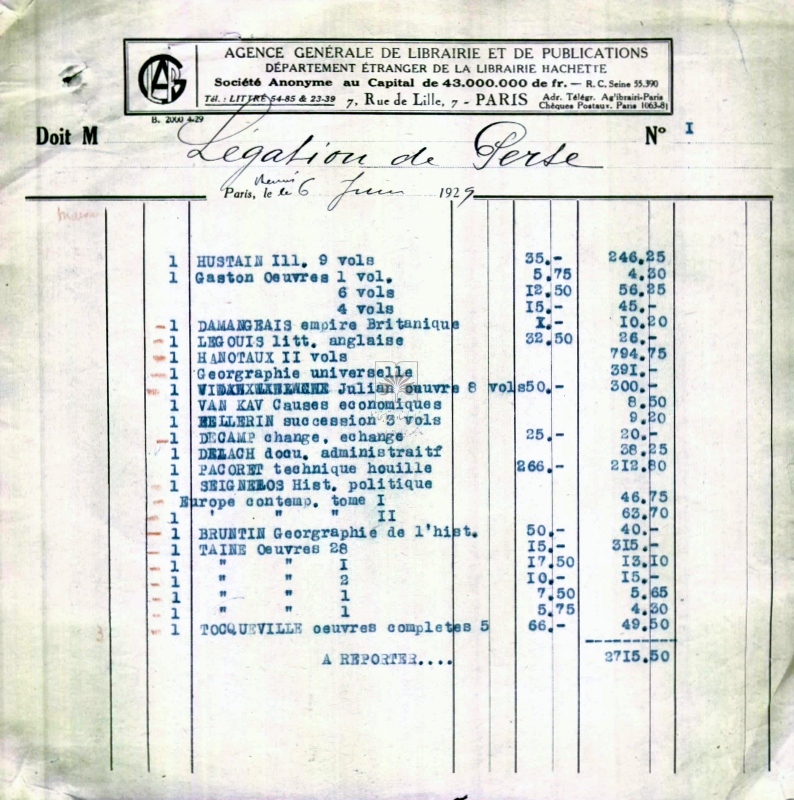 AGENCE GÉNÉRALE DE LIBRAIRIE ET DE PUBLICATIONS
DÉPARTEMENT ÉTRANGER DE LA LIBRAIRIE HACHETTE
Société Anonyme au Capital de 43.000.000 de fr. — R. C. Seine 55.390
Tél.: LITTRÉ 54-85 & 23-39 7, Rue de Lille, 7 - PARIS Adr. Télégr. Ag'librairi-Paris
Chèques Postaux. Paris 1063-81
B. 2000 4-29
Doit M Légation de Perse N° I
Paris, le 6 Juin 1929
1 HUSTAIN Ill. 9 vols 35.- 246.25
1 Gaston Oeuvres 1 vol. 5.75 4.30
6 vols 12.50 56.25
4 vols 15.- 45.-
1 DAMANGEAIS empire Britanique I.- 10.20
1 LEGOUIS litt. anglaise 32.50 26.-
1 HANOTAUX II vols 794.75
1 Georgraphie universelle 391.-
1 Julian oeuvre 8 vols 50.- 300.-
1 VAN KAV Causes economiques 8.50
1 succession 3 vols 9.20
1 DECAMP change, echange 25.- 20.-
1 DELACH docu. administraitf 38.25
1 PACORET technique houille 266.- 212.80
1 SEIGNELOS Hist. politique
Europe contemp. tome I 46.75
1 ' " " II 63.70
1 BRUNTIN Georgraphie de l'hist. 50.- 40.-
1 TAINE Oeuvres 28 15.- 315.-
1 " " I 17.50 13.10
1 " " 2 10.- 15.-
1 " " 1 7.50 5.65
1 " " 1 5.75 4.30
1 TOCQUEVILLE oeuvres completes 5 66.- 49.50
A REPORTER.... 2715.50